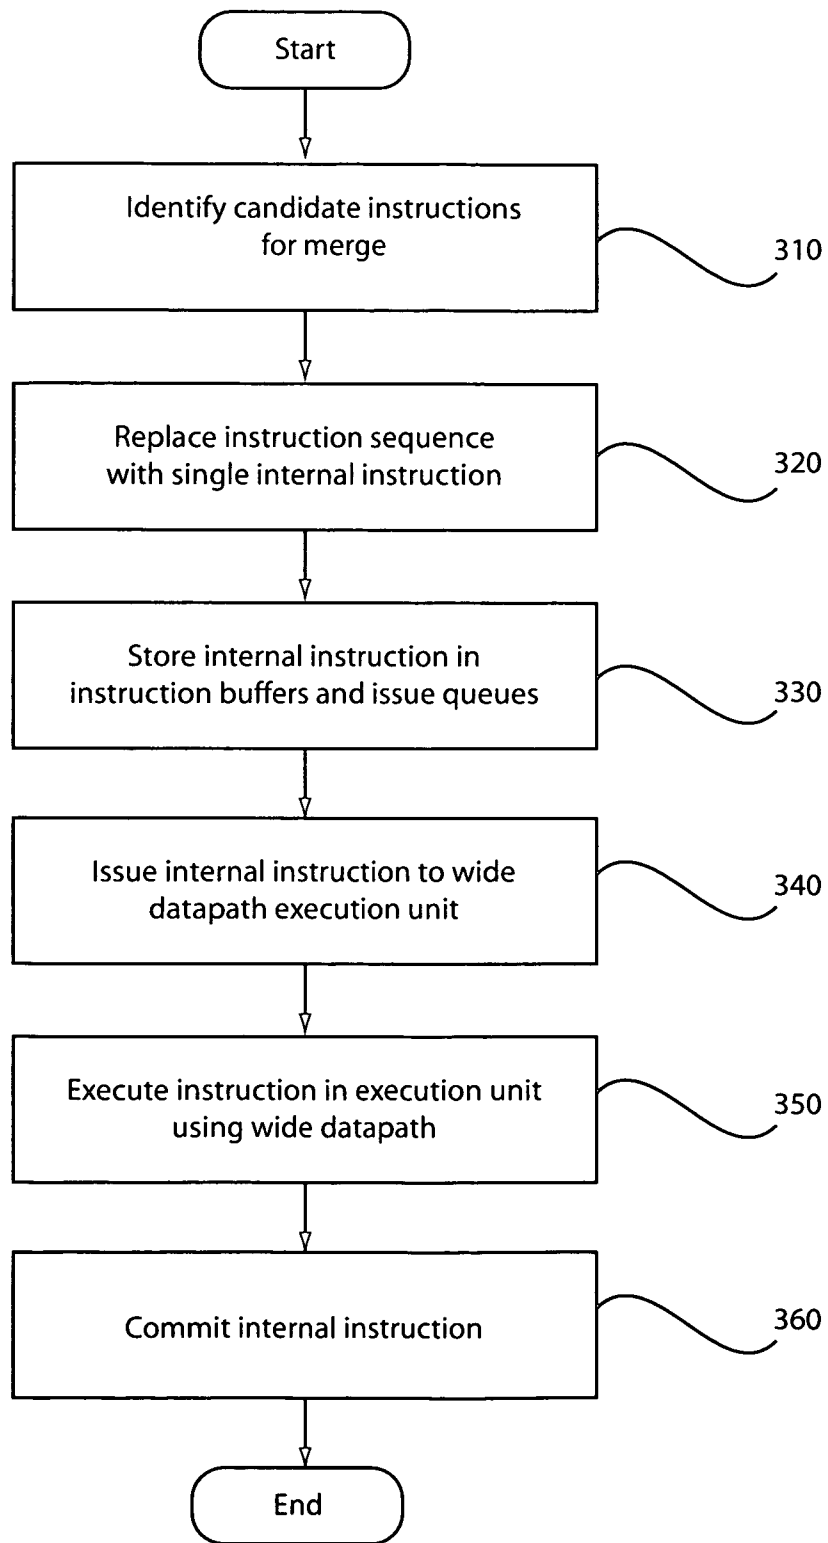 Start
Identify candidate instructions
for merge
310
Replace instruction sequence
with single internal instruction
320
Store internal instruction in
instruction buffers and issue queues
330
Issue internal instruction to wide
datapath execution unit
340
Execute instruction in execution unit
using wide datapath
350
Commit internal instruction
360
End